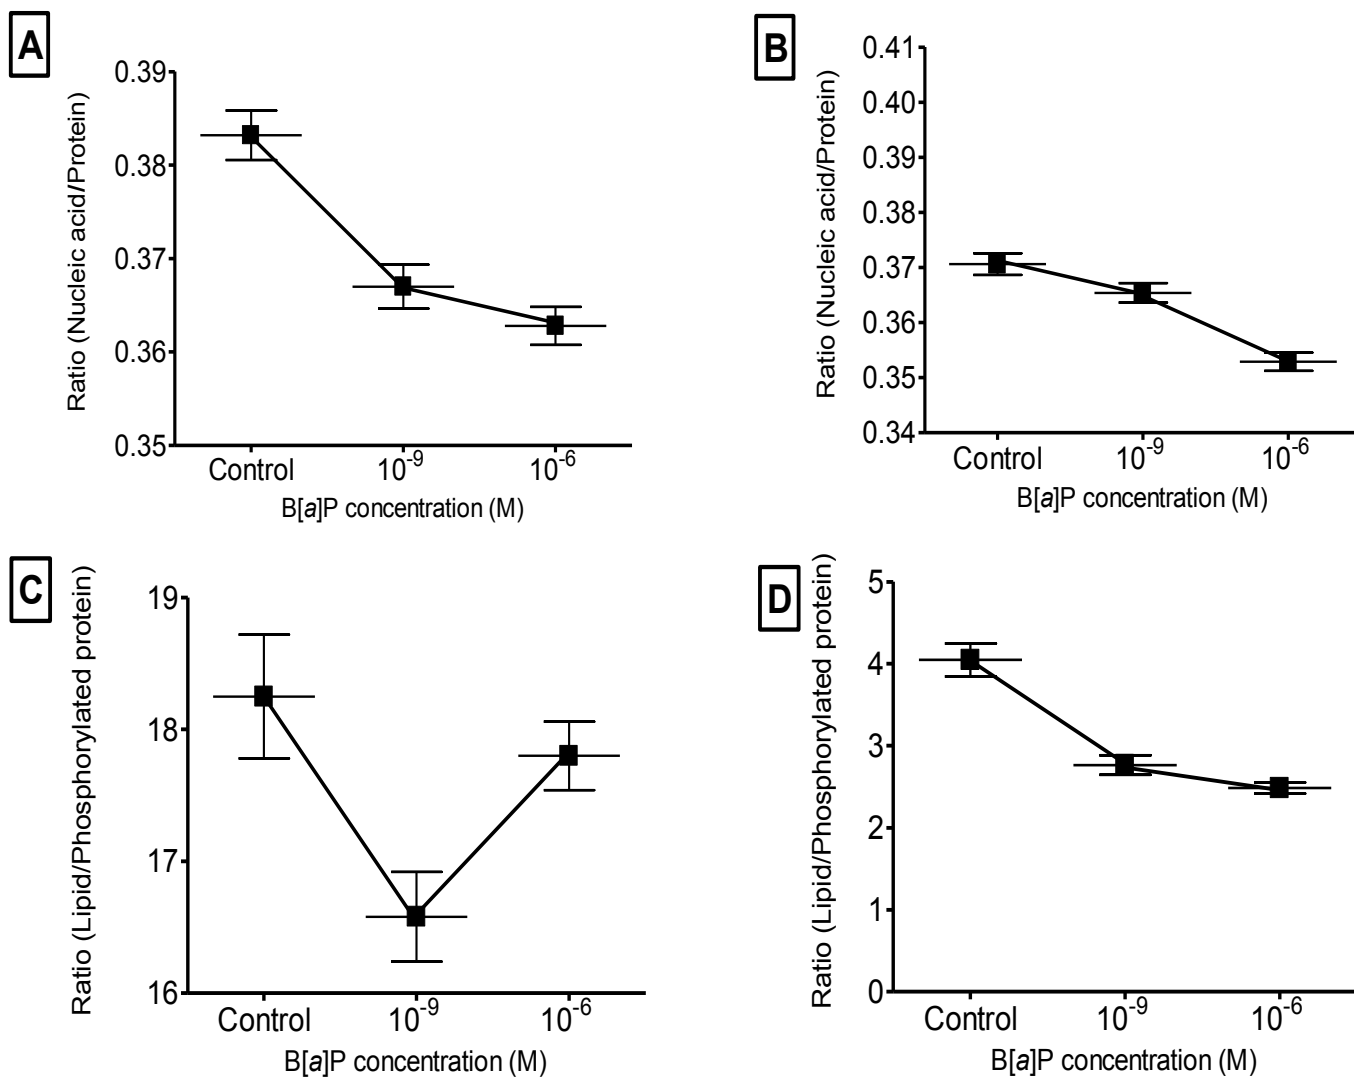 A
Ratio (Nucleic acid/Protein)
0.39
0.38
0.37
0.36
0.35
Control 10⁻⁹ 10⁻⁶
B[a]P concentration (M)
B
Ratio (Nucleic acid/Protein)
0.41
0.40
0.39
0.38
0.37
0.36
0.35
0.34
Control 10⁻⁹ 10⁻⁶
B[a]P concentration (M)
C
Ratio (Lipid/Phosphorylated protein)
19
18
17
16
Control 10⁻⁹ 10⁻⁶
B[a]P concentration (M)
D
Ratio (Lipid/Phosphorylated protein)
5
4
3
2
1
0
Control 10⁻⁹ 10⁻⁶
B[a]P concentration (M)